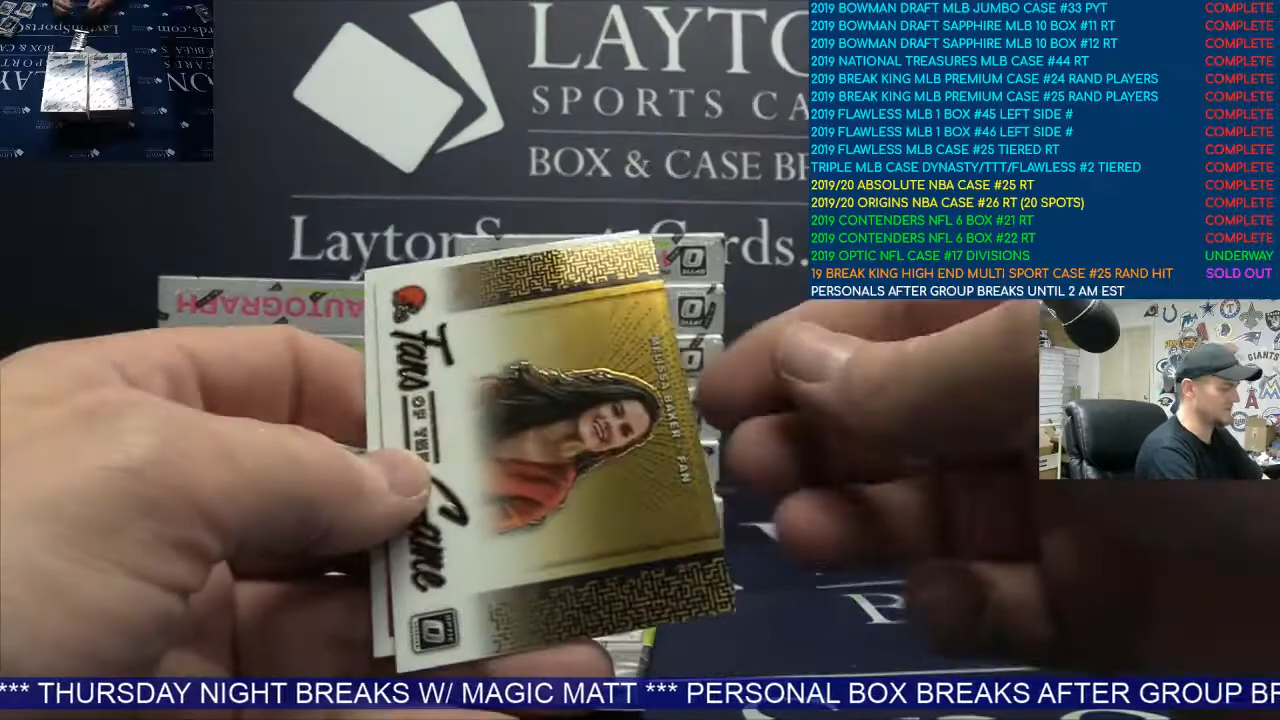 LAYTO
SPORTS CA
BOX & CASE BR
LaytonSportsCards.
AUTOGRAPH
MELISSA BAKER - FAN
FANS OF THE Game
OPTIC
GIANTS
2019 BOWMAN DRAFT MLB JUMBO CASE #33 PYT COMPLETE
2019 BOWMAN DRAFT SAPPHIRE MLB 10 BOX #11 RT COMPLETE
2019 BOWMAN DRAFT SAPPHIRE MLB 10 BOX #12 RT COMPLETE
2019 NATIONAL TREASURES MLB CASE #44 RT COMPLETE
2019 BREAK KING MLB PREMIUM CASE #24 RAND PLAYERS COMPLETE
2019 BREAK KING MLB PREMIUM CASE #25 RAND PLAYERS COMPLETE
2019 FLAWLESS MLB 1 BOX #45 LEFT SIDE # COMPLETE
2019 FLAWLESS MLB 1 BOX #46 LEFT SIDE # COMPLETE
2019 FLAWLESS MLB CASE #25 TIERED RT COMPLETE
TRIPLE MLB CASE DYNASTY/TTT/FLAWLESS #2 TIERED COMPLETE
2019/20 ABSOLUTE NBA CASE #25 RT COMPLETE
2019/20 ORIGINS NBA CASE #26 RT (20 SPOTS) COMPLETE
2019 CONTENDERS NFL 6 BOX #21 RT COMPLETE
2019 CONTENDERS NFL 6 BOX #22 RT COMPLETE
2019 OPTIC NFL CASE #17 DIVISIONS UNDERWAY
19 BREAK KING HIGH END MULTI SPORT CASE #25 RAND HIT SOLD OUT
PERSONALS AFTER GROUP BREAKS UNTIL 2 AM EST
*** THURSDAY NIGHT BREAKS W/ MAGIC MATT *** PERSONAL BOX BREAKS AFTER GROUP BR